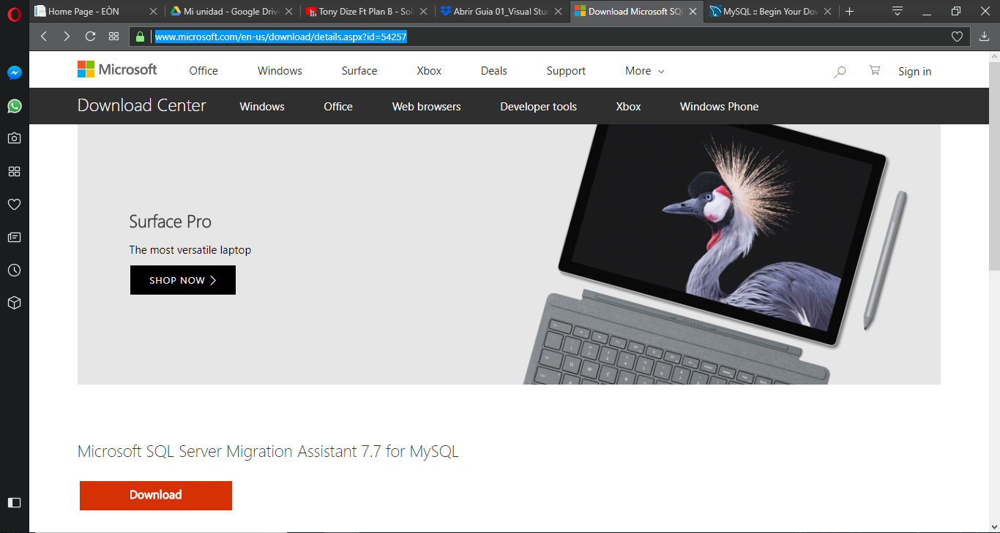 Home Page - EÒN
Mi unidad - Google Driv
Tony Dize Ft Plan B - Sol
Abrir Guia 01_Visual Stud
Download Microsoft SQL
MySQL :: Begin Your Dow
www.microsoft.com/en-us/download/details.aspx?id=54257
Microsoft
Office
Windows
Surface
Xbox
Deals
Support
More
Sign in
Download Center
Windows
Office
Web browsers
Developer tools
Xbox
Windows Phone
Surface Pro
The most versatile laptop
SHOP NOW
Microsoft SQL Server Migration Assistant 7.7 for MySQL
Download